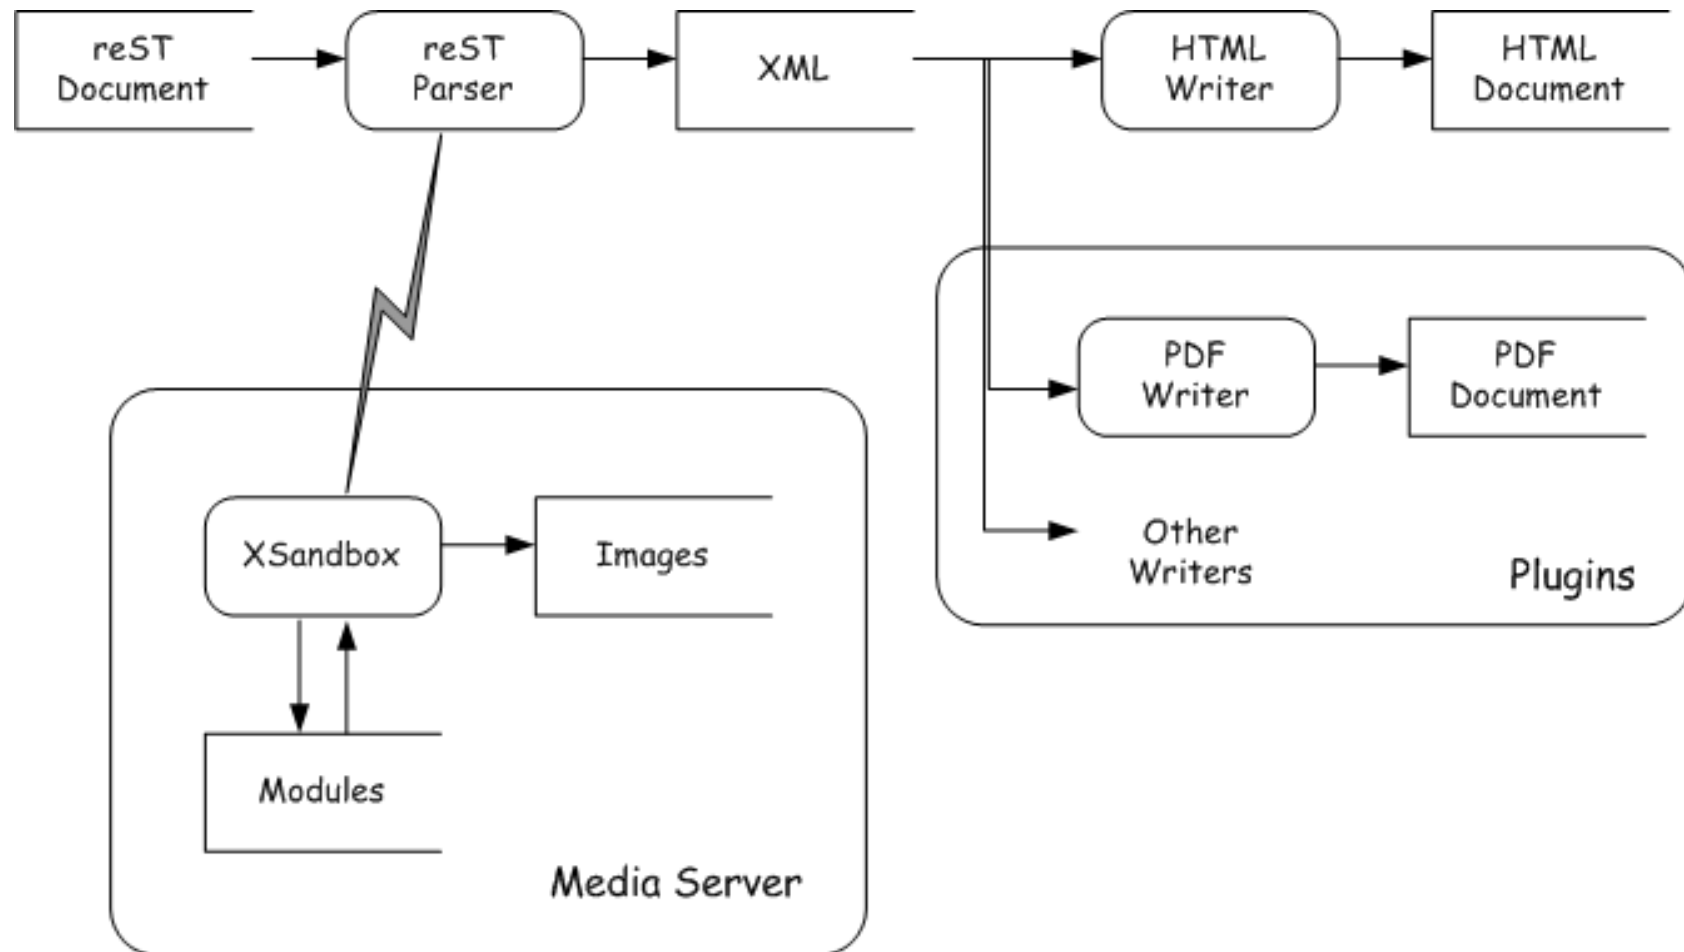 reST
Document
reST
Parser
XML
HTML
Writer
HTML
Document
PDF
Writer
PDF
Document
Other
Writers
Plugins
XSandbox
Images
Modules
Media Server